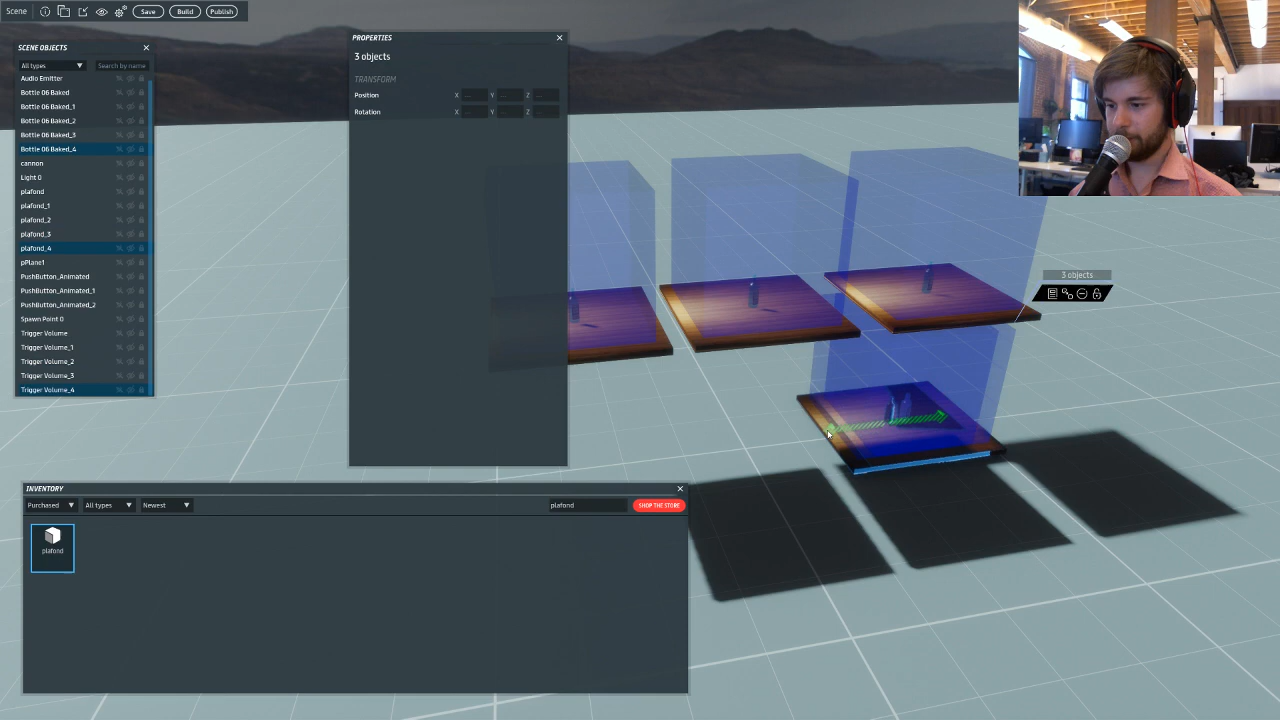 Scene Save Build Publish
SCENE OBJECTS
All types Search by name
Audio Emitter
Bottle 06 Baked
Bottle 06 Baked_1
Bottle 06 Baked_2
Bottle 06 Baked_3
Bottle 06 Baked_4
cannon
Light 0
plafond
plafond_1
plafond_2
plafond_3
plafond_4
pPlane1
PushButton_Animated
PushButton_Animated_1
PushButton_Animated_2
Spawn Point 0
Trigger Volume
Trigger Volume_1
Trigger Volume_2
Trigger Volume_3
Trigger Volume_4
PROPERTIES
3 objects
TRANSFORM
Position X --- Y --- Z ---
Rotation X --- Y --- Z ---
3 objects
INVENTORY
Purchased All types Newest plafond SHOP THE STORE
plafond